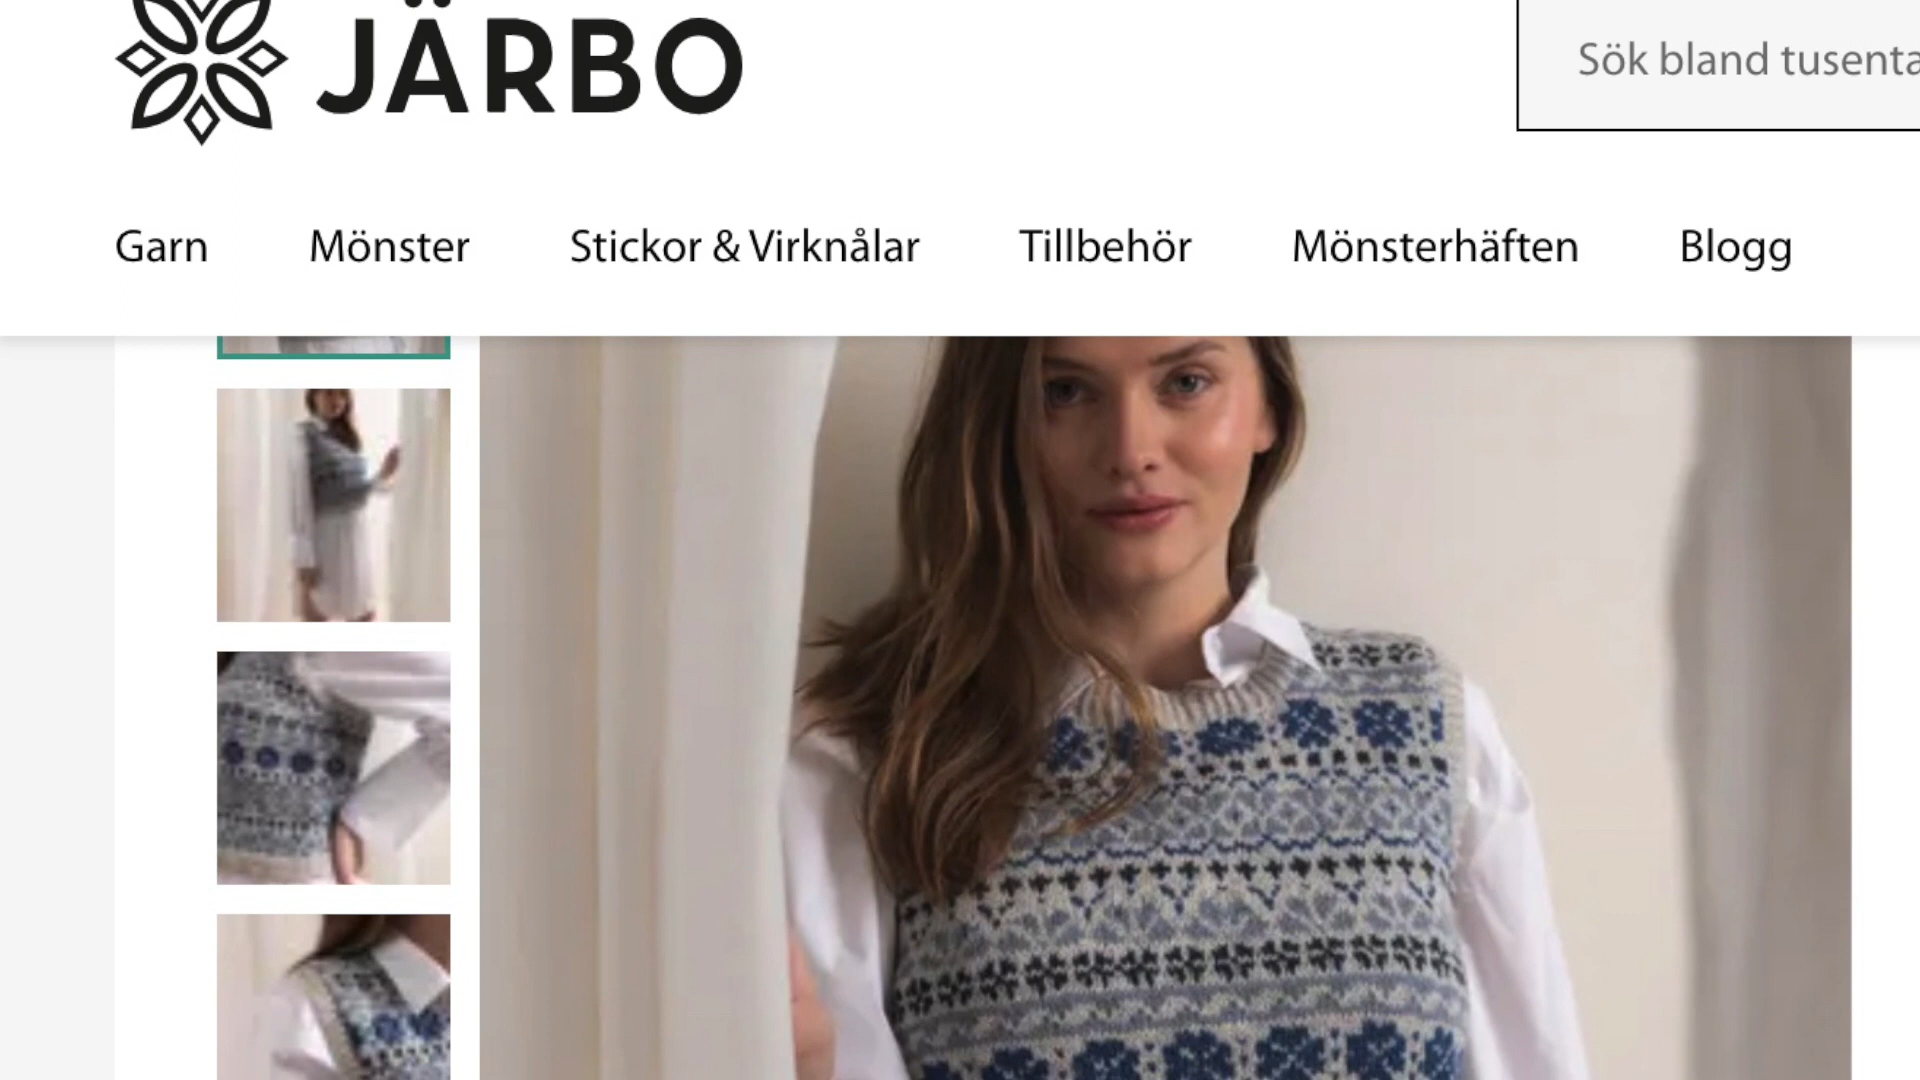 JÄRBO
Sök bland tusenta
Garn Mönster Stickor & Virknålar Tillbehör Mönsterhäften Blogg